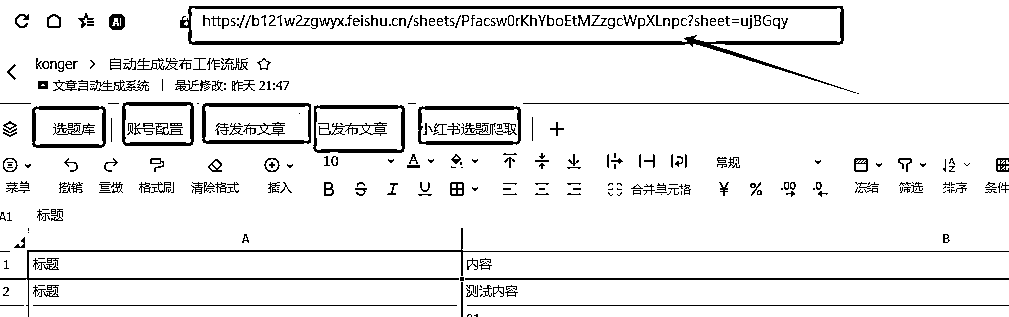 AI https://b121w2zgwyx.feishu.cn/sheets/Pfacsw0rKhYboEtMZzgcWpXLnpc?sheet=ujBGqy
konger > 自动生成发布工作流版
文章自动生成系统 | 最近修改: 昨天 21:47
选题库 账号配置 待发布文章 已发布文章 小红书选题爬取 +
10 A 常规
菜单 撤销 重做 格式刷 清除格式 插入 B S I U 合并单元格 ¥ % .00 .0 冻结 筛选 排序 条件
A1 标题
A B
1 标题 内容
2 标题 测试内容